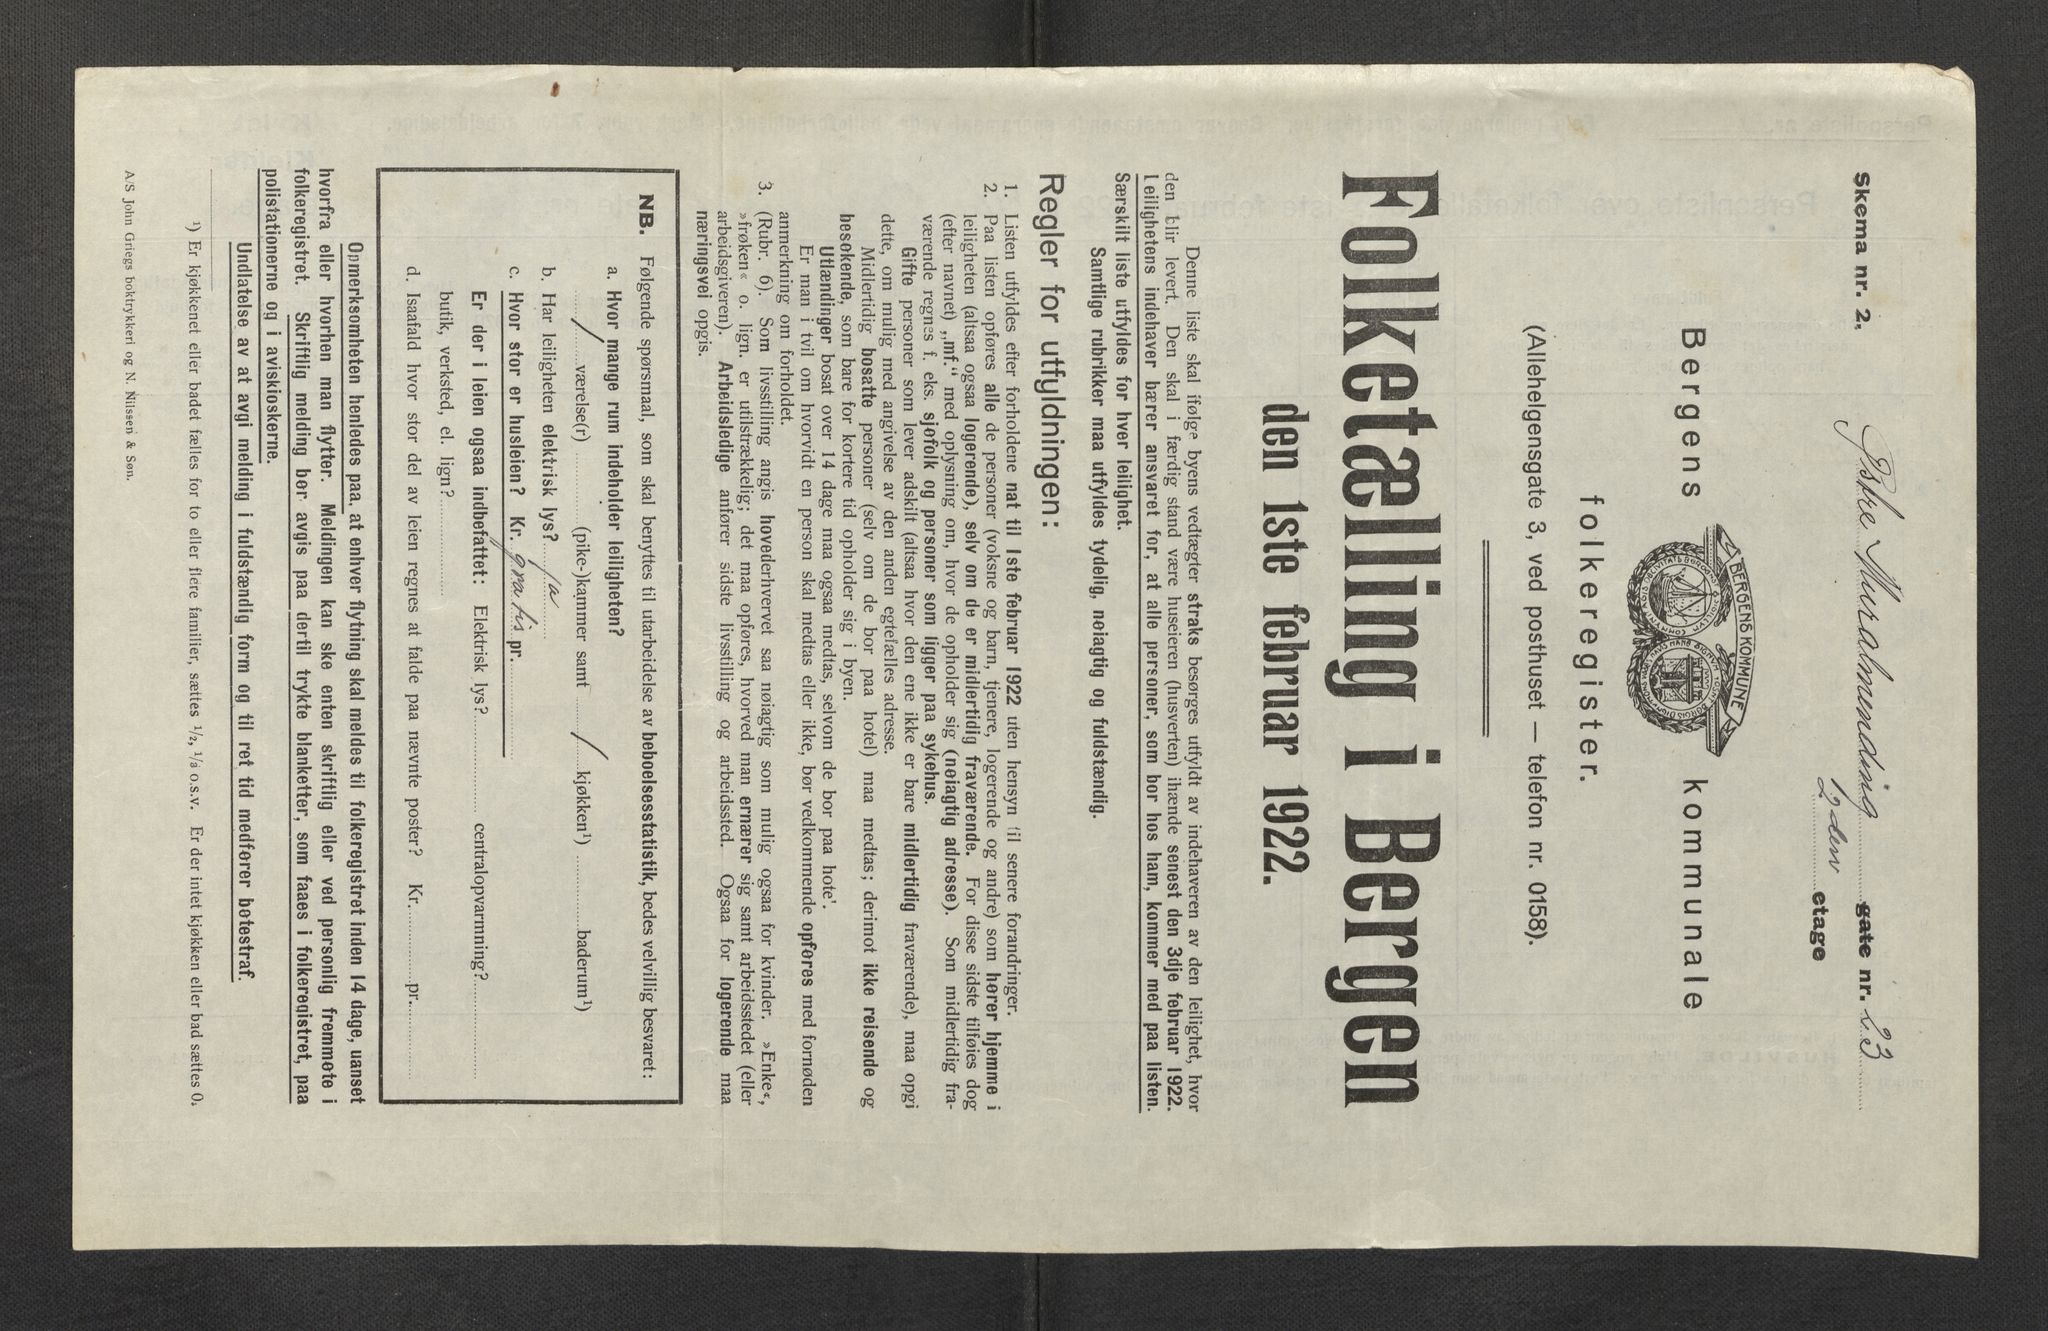 Skema nr. 2,
Øvre Muralmending gate nr. 23
2den etage
Bergens kommunale
BERGENS KOMMUNE
folkeregister.
(Allehelgensgate 3, ved posthuset — telefon nr. 0158).
Folketælling i Bergen
den 1ste februar 1922.
Denne liste skal ifølge byens vedtægter straks besørges utfyldt av indehaveren av den leilighet, hvor
den blir levert. Den skal i færdig stand være huseieren (husverten) ihænde senest den 3dje februar 1922.
Leilighetens indehaver bærer ansvaret for, at alle personer, som bor hos ham, kommer med paa listen.
Særskilt liste utfyldes for hver leilighet.
Samtlige rubrikker maa utfyldes tydelig, nøiagtig og fuldstændig.
Regler for utfyldningen:
1. Listen utfyldes efter forholdene nat til 1ste februar 1922 uten hensyn til senere forandringer.
2. Paa listen opføres alle de personer (voksne og barn, tjenere, logerende og andre) som hører hjemme i
leiligheten (altsaa ogsaa logerende), selv om de er midlertidig fraværende. For disse sidste tilføies dog
(efter navnet) „mf.“ med oplysning om, hvor de opholder sig (nøiagtig adresse). Som midlertidig fra-
værende regnes f. eks. sjøfolk og personer som ligger paa sykehus.
Gifte personer som lever adskilt (altsaa hvor den ene ikke er bare midlertidig fraværende), maa opgi
dette, om mulig med angivelse av den anden egtefælles adresse.
Midlertidig bosatte personer (selv om de bor paa hotel) maa medtas; derimot ikke reisende og
besøkende, som bare for kortere tid opholder sig i byen.
Utlændinger bosat over 14 dage maa ogsaa medtas, selvom de bor paa hote'.
Er man i tvil om hvorvidt en person skal medtas eller ikke, bør vedkommende opføres med fornøden
anmerkning om forholdet.
3. (Rubr. 6). Som livsstilling angis hovederhvervet saa nøiagtig som mulig ogsaa for kvinder. »Enke«,
»frøken« o. lign. er utilstrækkelig; det maa opføres, hvorved man ernærer sig samt arbeidsstedet (eller
arbeidsgiveren). Arbeidsledige anfører sidste livsstilling og arbeidssted. Ogsaa for logerende maa
næringsvei opgis.
NB. Følgende spørsmaal, som skal benyttes til utarbeidelse av beboelsesstatistik, bedes velvillig besvaret:
a. Hvor mange rum indeholder leiligheten?
/ værelse(r) (pike-)kammer samt / kjøkken¹) baderum¹)
b. Har leiligheten elektrisk lys? ja
c. Hvor stor er husleien? Kr. gratis pr.
Er der i leien ogsaa indbefattet: Elektrisk lys? centralopvarmning?
butik, verksted, el. lign?
d. Isaafald hvor stor del av leien regnes at falde paa nævnte poster? Kr. pr.
Opmerksomheten henledes paa, at enhver flytning skal meldes til folkeregistret inden 14 dage, uanset
hvorfra eller hvorhen man flytter. Meldingen kan ske enten skriftlig eller ved personlig fremmøte i
folkeregistret. Skriftlig melding bør avgis paa dertil trykte blanketter, som faaes i folkeregistret, paa
politistationerne og i aviskioskerne.
Undlatelse av at avgi melding i fuldstændig form og til ret tid medfører bøtestraf.
¹) Er kjøkkenet eller badet fælles for to eller flere familier, sættes ¹/₂, ¹/₃ o.s.v. Er der intet kjøkken eller bad sættes 0.
A/S John Griegs boktrykkeri og N. Nilssen & Søn.